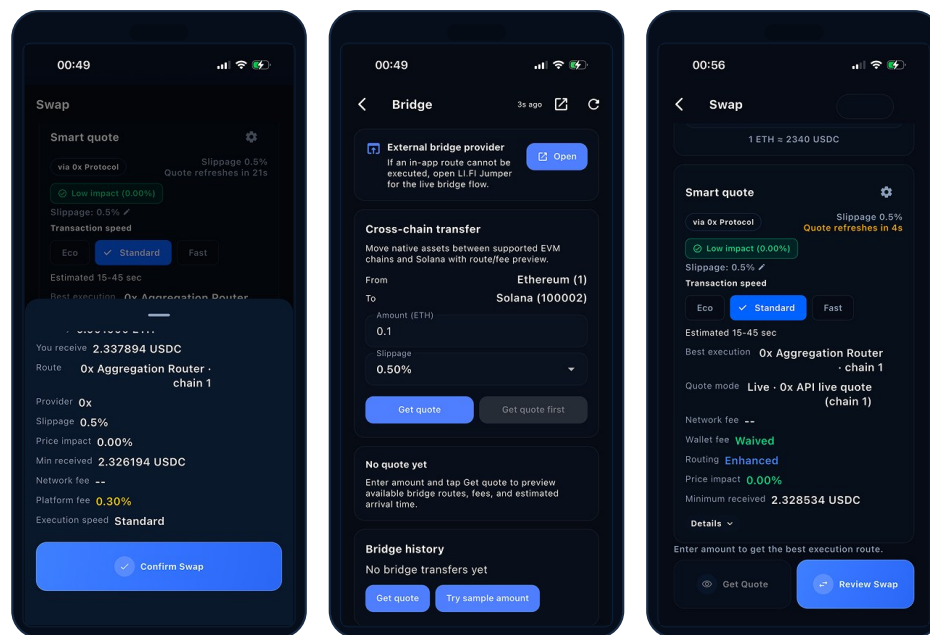 00:49
Swap
Smart quote
via 0x Protocol
Slippage 0.5%
Quote refreshes in 21s
Low impact (0.00%)
Slippage: 0.5%
Transaction speed
Eco
Standard
Fast
Estimated 15-45 sec
Best execution 0x Aggregation Router
You receive 2.337894 USDC
Route 0x Aggregation Router ·
chain 1
Provider 0x
Slippage 0.5%
Price impact 0.00%
Min received 2.326194 USDC
Network fee --
Platform fee 0.30%
Execution speed Standard
Confirm Swap
00:49
Bridge
3s ago
External bridge provider
If an in-app route cannot be
executed, open LI.FI Jumper
for the live bridge flow.
Open
Cross-chain transfer
Move native assets between supported EVM
chains and Solana with route/fee preview.
From Ethereum (1)
To Solana (100002)
Amount (ETH)
0.1
Slippage
0.50%
Get quote
Get quote first
No quote yet
Enter amount and tap Get quote to preview
available bridge routes, fees, and estimated
arrival time.
Bridge history
No bridge transfers yet
Get quote
Try sample amount
00:56
Swap
1 ETH ≈ 2340 USDC
Smart quote
via 0x Protocol
Slippage 0.5%
Quote refreshes in 4s
Low impact (0.00%)
Slippage: 0.5%
Transaction speed
Eco
Standard
Fast
Estimated 15-45 sec
Best execution 0x Aggregation Router
· chain 1
Quote mode Live · 0x API live quote
(chain 1)
Network fee --
Wallet fee Waived
Routing Enhanced
Price impact 0.00%
Minimum received 2.328534 USDC
Details
Enter amount to get the best execution route.
Get Quote
Review Swap